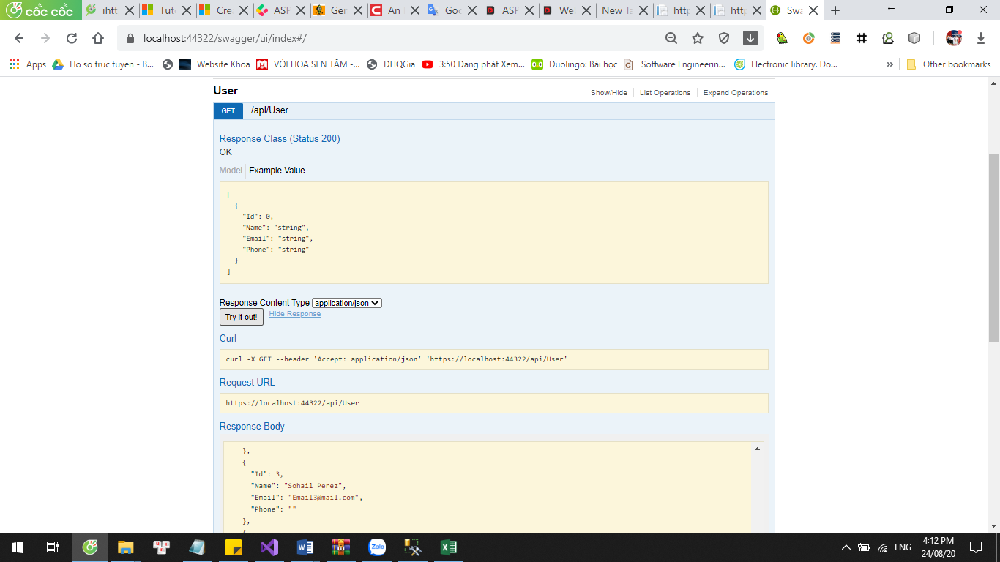 cốc cốc
ihttp
Tuto
Crea
ASP
Gen
An I
Goo
ASP
Wel
New Ta
http
http
Swa
localhost:44322/swagger/ui/index#/
Apps
Ho so truc tuyen - B...
Website Khoa
VÒI HOA SEN TẮM -...
DHQGia
3:50 Đang phát Xem...
Duolingo: Bài học
Software Engineerin...
Electronic library. Do...
»
Other bookmarks
User
Show/Hide
List Operations
Expand Operations
GET /api/User
Response Class (Status 200)
OK
Model Example Value
[
{
"Id": 0,
"Name": "string",
"Email": "string",
"Phone": "string"
}
]
Response Content Type application/json
Try it out! Hide Response
Curl
curl -X GET --header 'Accept: application/json' 'https://localhost:44322/api/User'
Request URL
https://localhost:44322/api/User
Response Body
},
{
"Id": 3,
"Name": "Sohail Perez",
"Email": "Email3@mail.com",
"Phone": ""
},
Zalo
ENG
4:12 PM
24/08/20